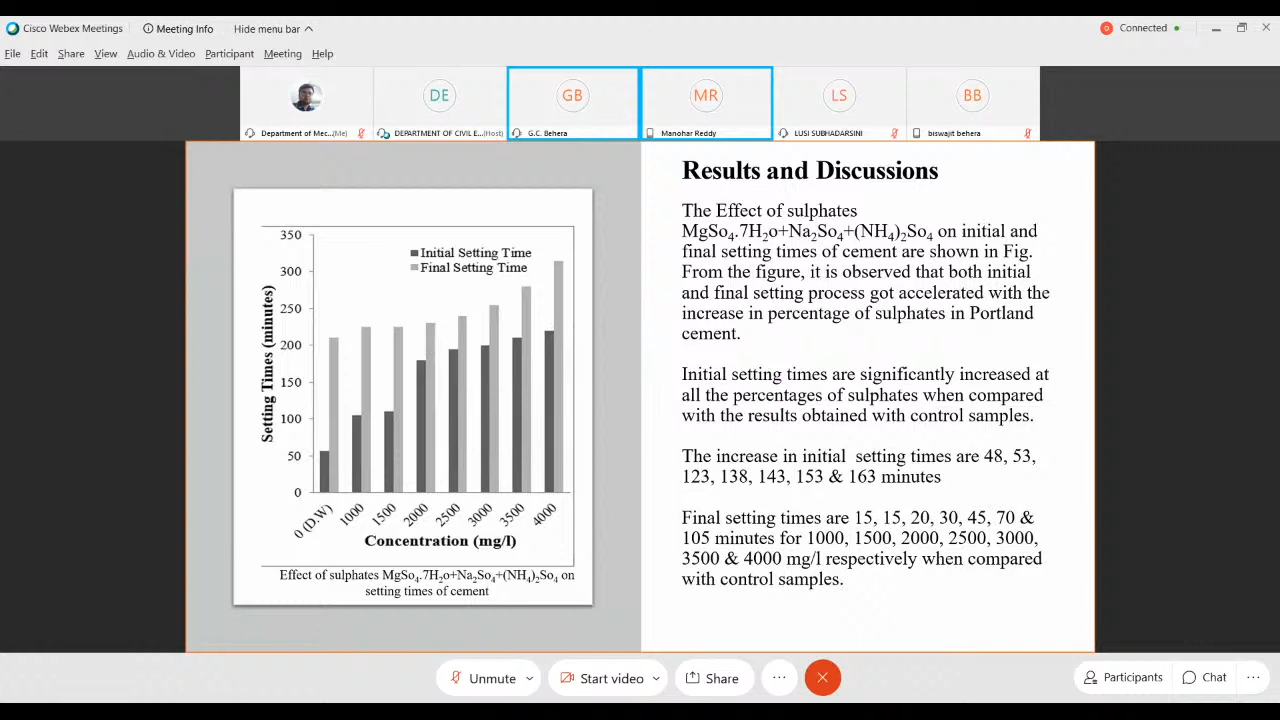 Cisco Webex Meetings
Meeting Info
Hide menu bar
Connected
File Edit Share View Audio & Video Participant Meeting Help
DE
GB
MR
LS
BB
Department of Mec...(Me)
DEPARTMENT OF CIVIL E...(Host)
G.C. Behera
Manohar Reddy
LUSI SUBHADARSINI
biswajit behera
350
300
250
200
150
100
50
0
Setting Times (minutes)
Initial Setting Time
Final Setting Time
0 (D.W) 1000 1500 2000 2500 3000 3500 4000
Concentration (mg/l)
Effect of sulphates MgSo₄.7H₂o+Na₂So₄+(NH₄)₂So₄ on
setting times of cement
Results and Discussions
The Effect of sulphates
MgSo₄.7H₂o+Na₂So₄+(NH₄)₂So₄ on initial and
final setting times of cement are shown in Fig.
From the figure, it is observed that both initial
and final setting process got accelerated with the
increase in percentage of sulphates in Portland
cement.
Initial setting times are significantly increased at
all the percentages of sulphates when compared
with the results obtained with control samples.
The increase in initial setting times are 48, 53,
123, 138, 143, 153 & 163 minutes
Final setting times are 15, 15, 20, 30, 45, 70 &
105 minutes for 1000, 1500, 2000, 2500, 3000,
3500 & 4000 mg/l respectively when compared
with control samples.
Unmute
Start video
Share
Participants
Chat